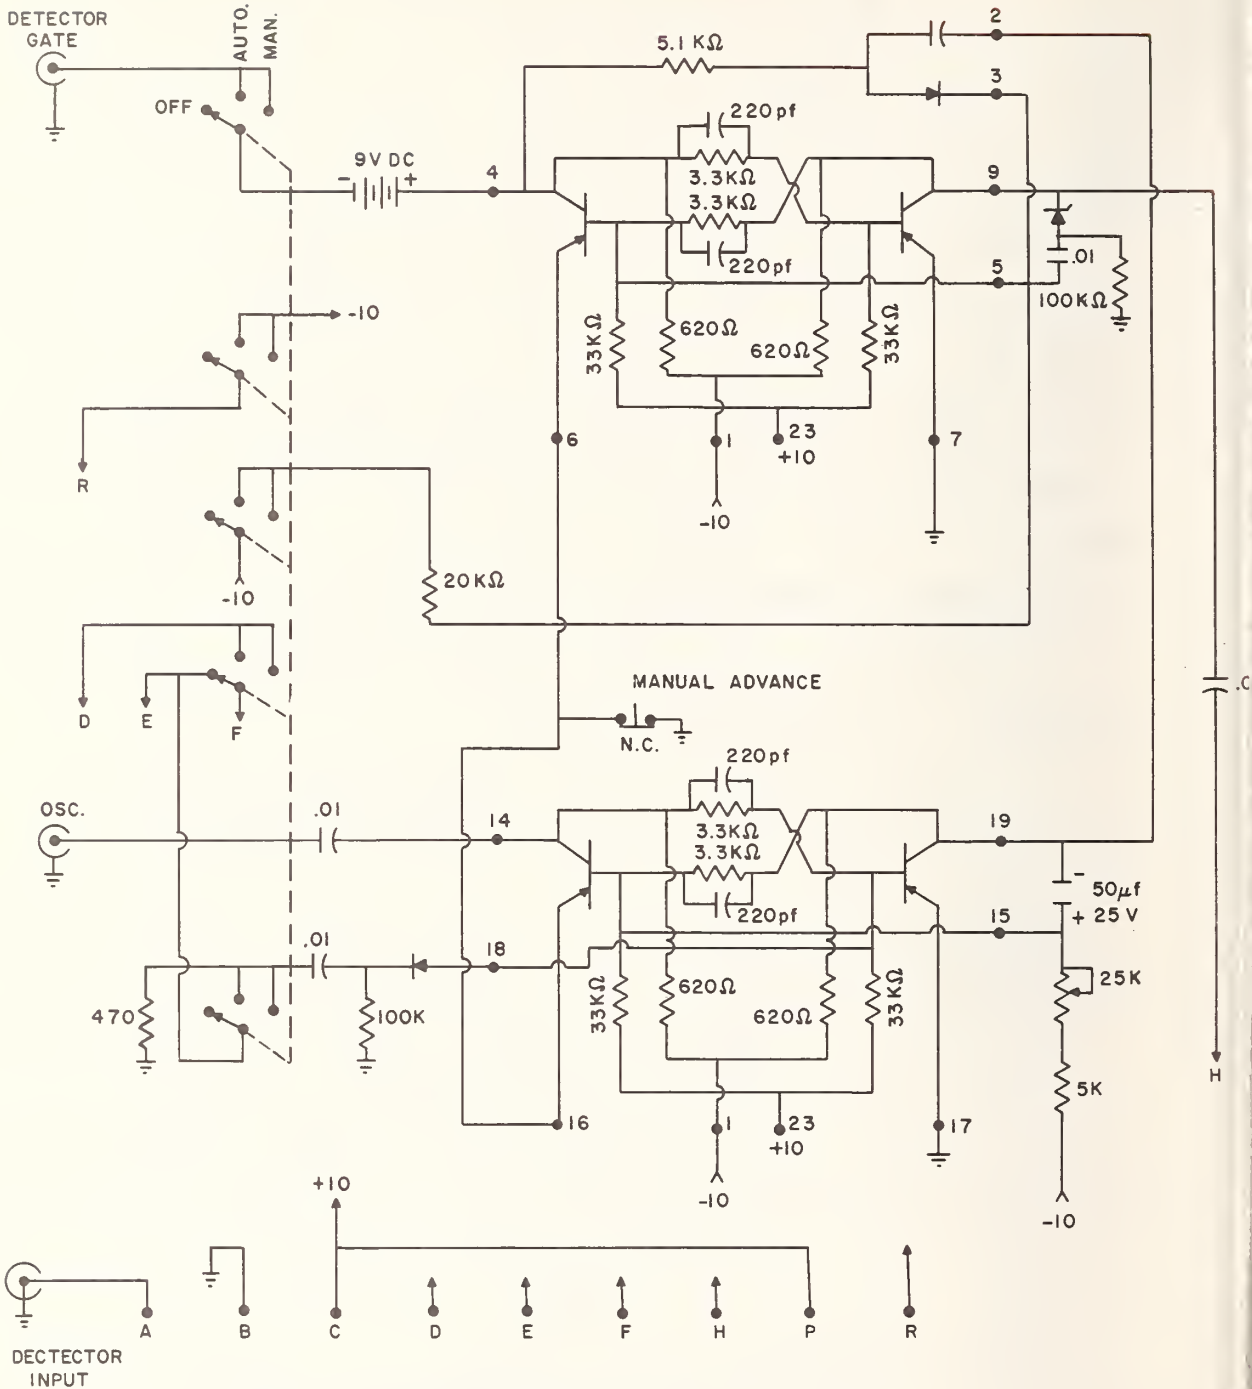 DETECTOR
GATE
AUTO.
MAN.
OFF
9V DC
- +
4
5.1 KΩ
2
3
220pf
3.3KΩ
3.3KΩ
220pf
9
5
.01
100KΩ
33KΩ
620Ω
620Ω
33KΩ
-10
R
6
1
23
+10
7
-10
-10
20KΩ
D
E
F
MANUAL ADVANCE
N.C.
OSC.
.01
14
220pf
3.3KΩ
3.3KΩ
220pf
19
-
50µf
+ 25V
15
.01
18
470
100K
33KΩ
620Ω
620Ω
33KΩ
25K
5K
H
16
1
23
+10
17
-10
-10
+10
A
B
C
D
E
F
H
P
R
DECTECTOR
INPUT